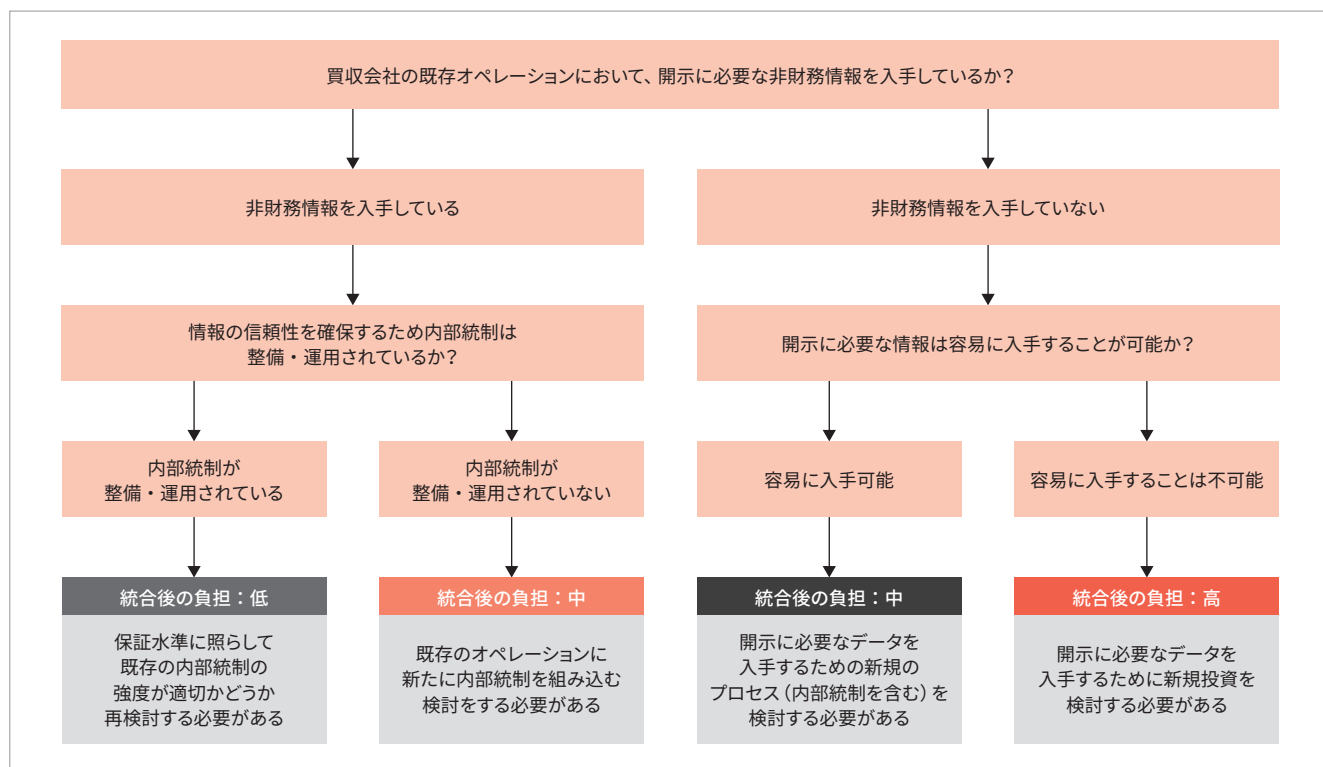 買収会社の既存オペレーションにおいて、開示に必要な非財務情報を入手しているか？
非財務情報を入手している
非財務情報を入手していない
情報の信頼性を確保するため内部統制は
整備・運用されているか？
開示に必要な情報は容易に入手することが可能か？
内部統制が
整備・運用されている
内部統制が
整備・運用されていない
容易に入手可能
容易に入手することは不可能
統合後の負担：低
保証水準に照らして
既存の内部統制の
強度が適切かどうか
再検討する必要がある
統合後の負担：中
既存のオペレーションに
新たに内部統制を組み込む
検討をする必要がある
統合後の負担：中
開示に必要なデータを
入手するための新規の
プロセス（内部統制を含む）を
検討する必要がある
統合後の負担：高
開示に必要なデータを
入手するために新規投資を
検討する必要がある